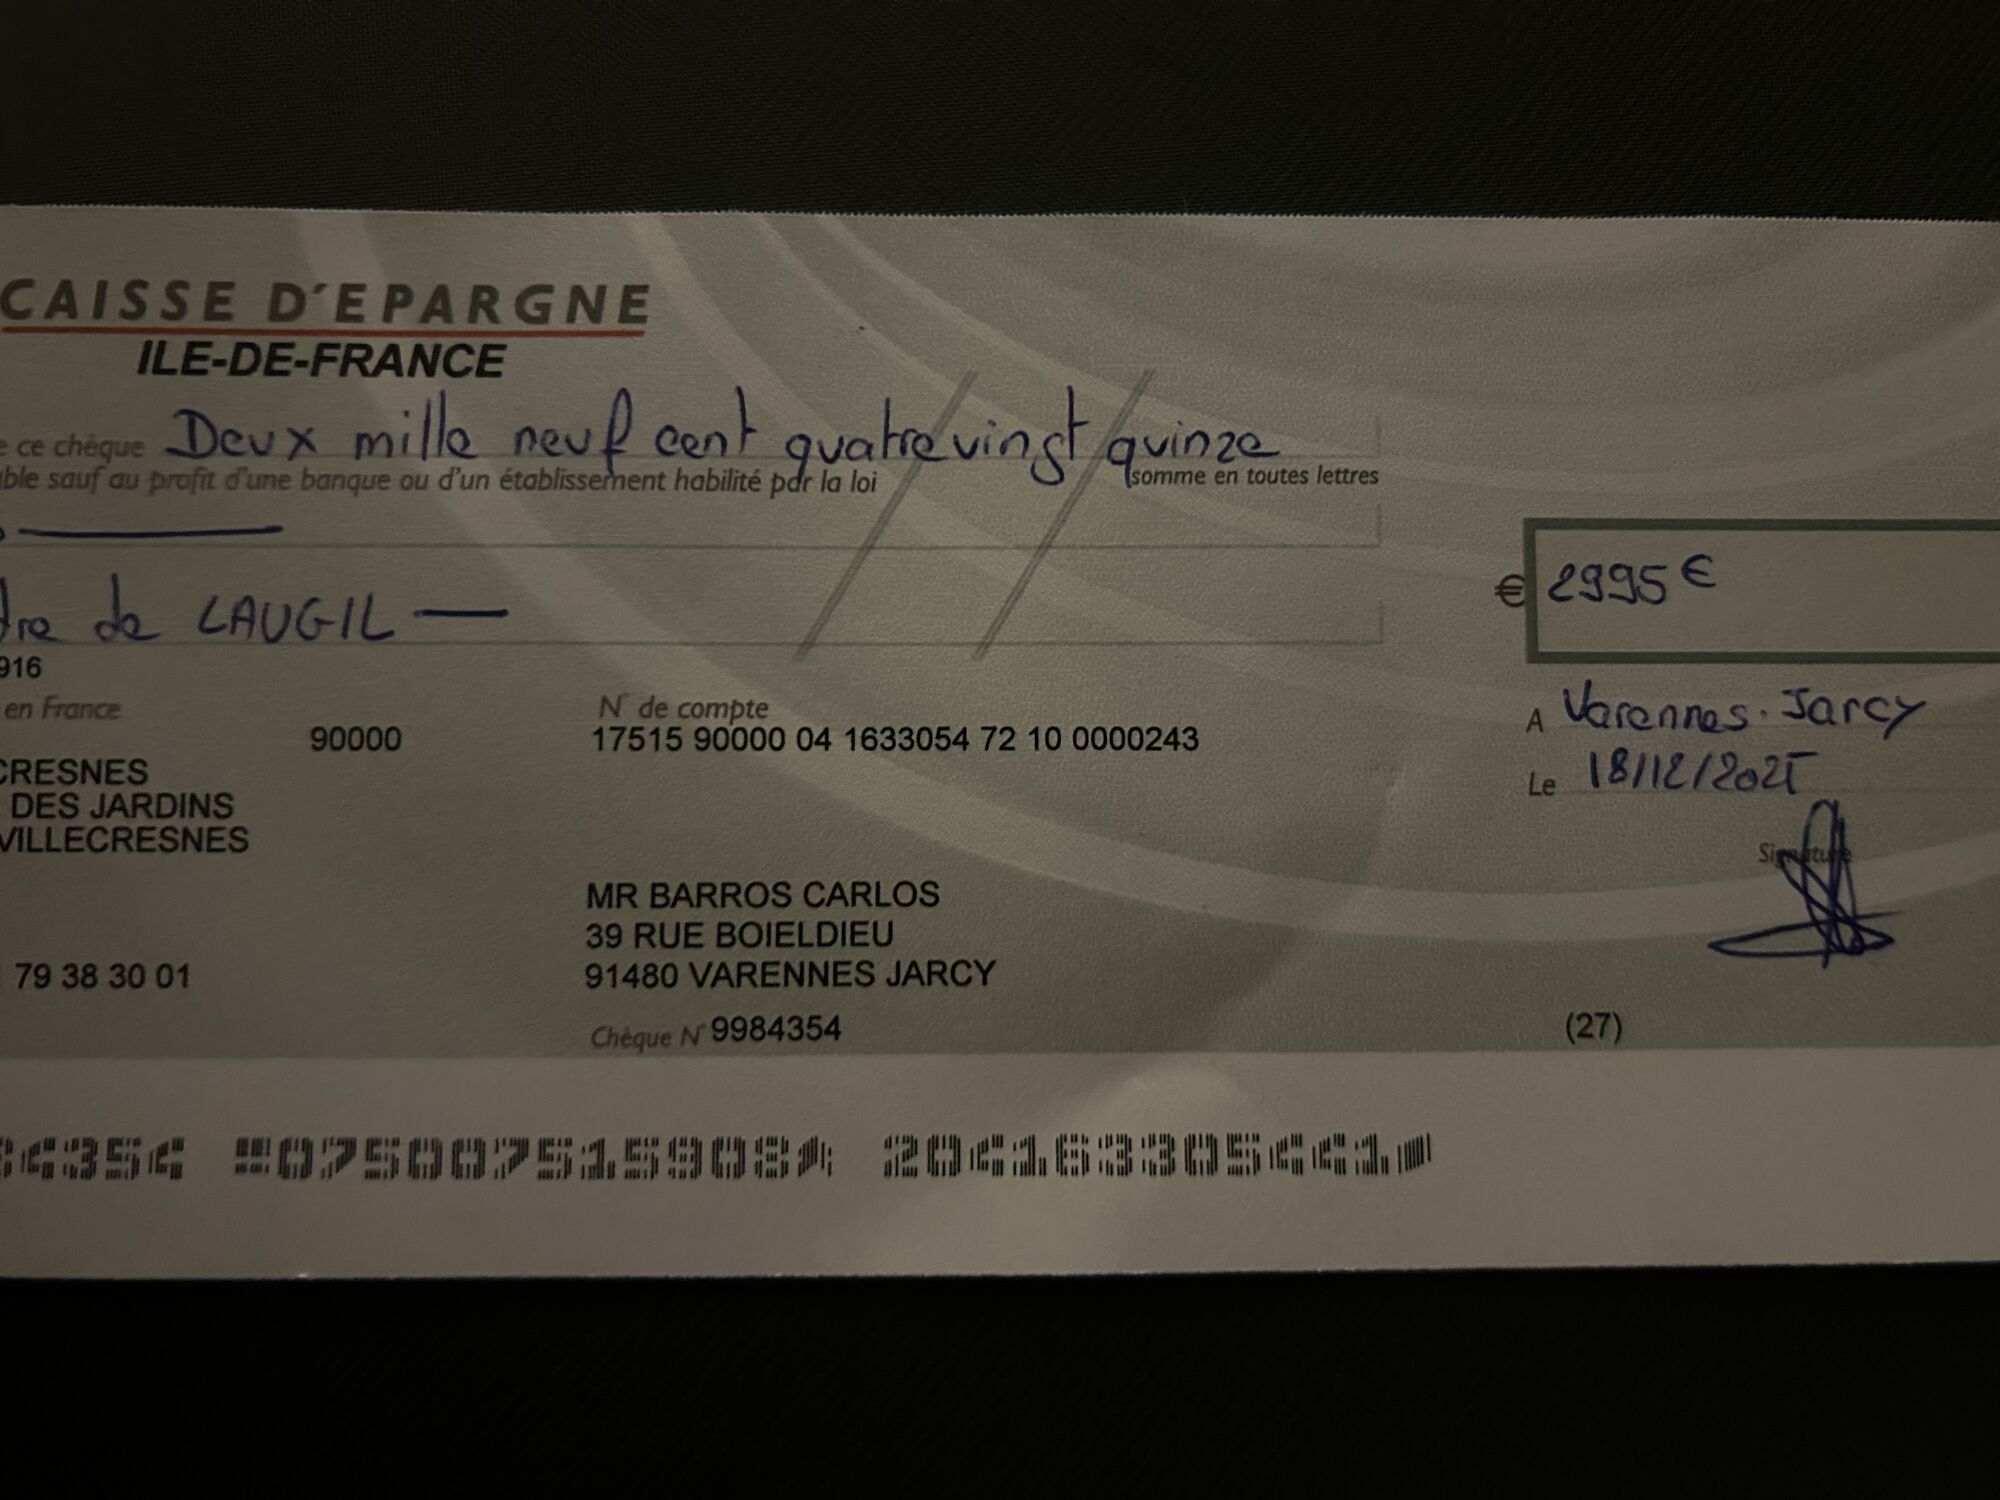 CAISSE D'EPARGNE
ILE-DE-FRANCE
e ce chèque Deux mille neuf cent quatrevingt quinze
ble sauf au profit d'une banque ou d'un établissement habilité par la loi somme en toutes lettres
dre de LAUGIL
€ 2995 €
916
en France 90000
N° de compte
17515 90000 04 1633054 72 10 0000243
A Varennes-Jarcy
Le 18/12/2025
CRESNES
DES JARDINS
VILLECRESNES
Signature
MR BARROS CARLOS
39 RUE BOIELDIEU
91480 VARENNES JARCY
79 38 30 01
Chèque N° 9984354
(27)